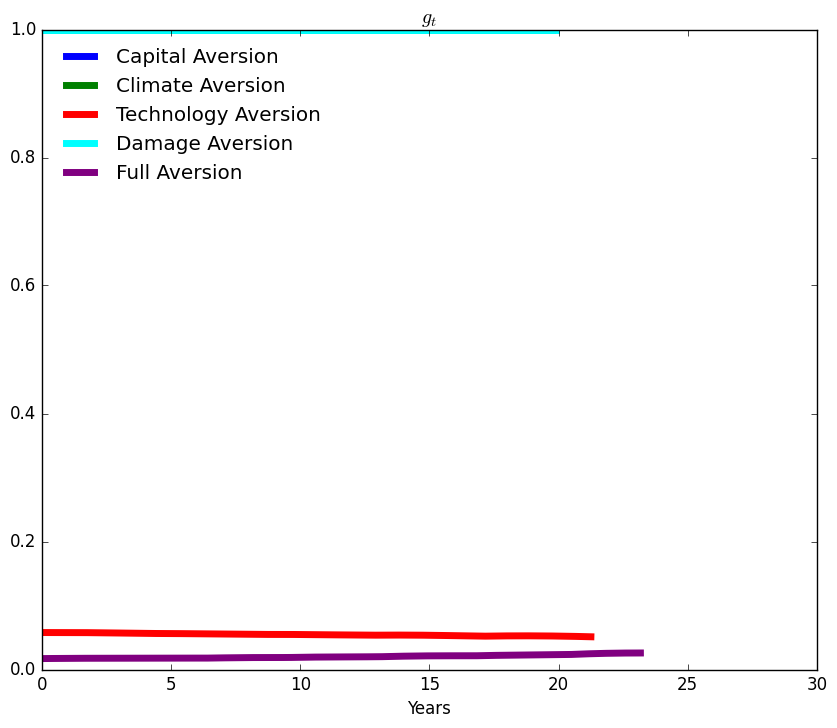 g_t
1.0
Capital Aversion
Climate Aversion
Technology Aversion
Damage Aversion
Full Aversion
0.8
0.6
0.4
0.2
0.0
0 5 10 15 20 25 30
Years